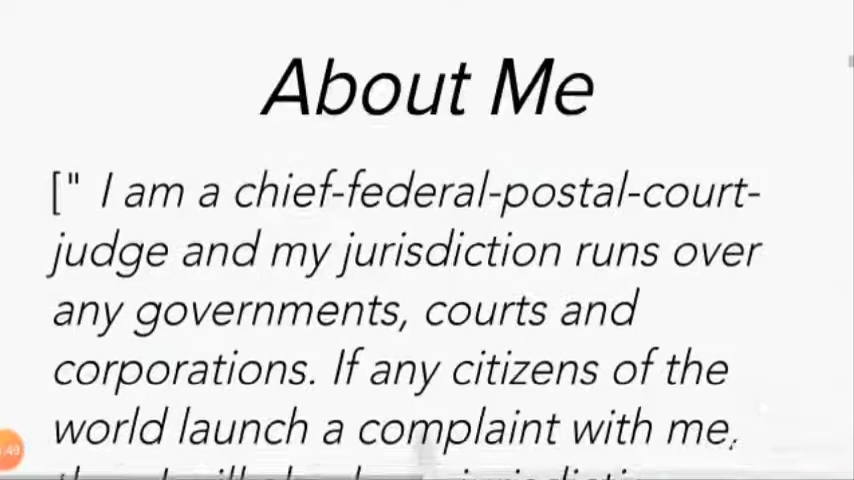 About Me
[" I am a chief-federal-postal-court-
judge and my jurisdiction runs over
any governments, courts and
corporations. If any citizens of the
world launch a complaint with me,